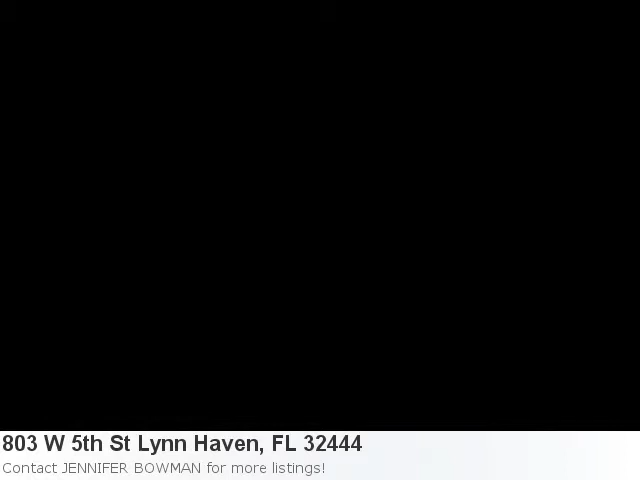 803 W 5th St Lynn Haven, FL 32444
Contact JENNIFER BOWMAN for more listings!